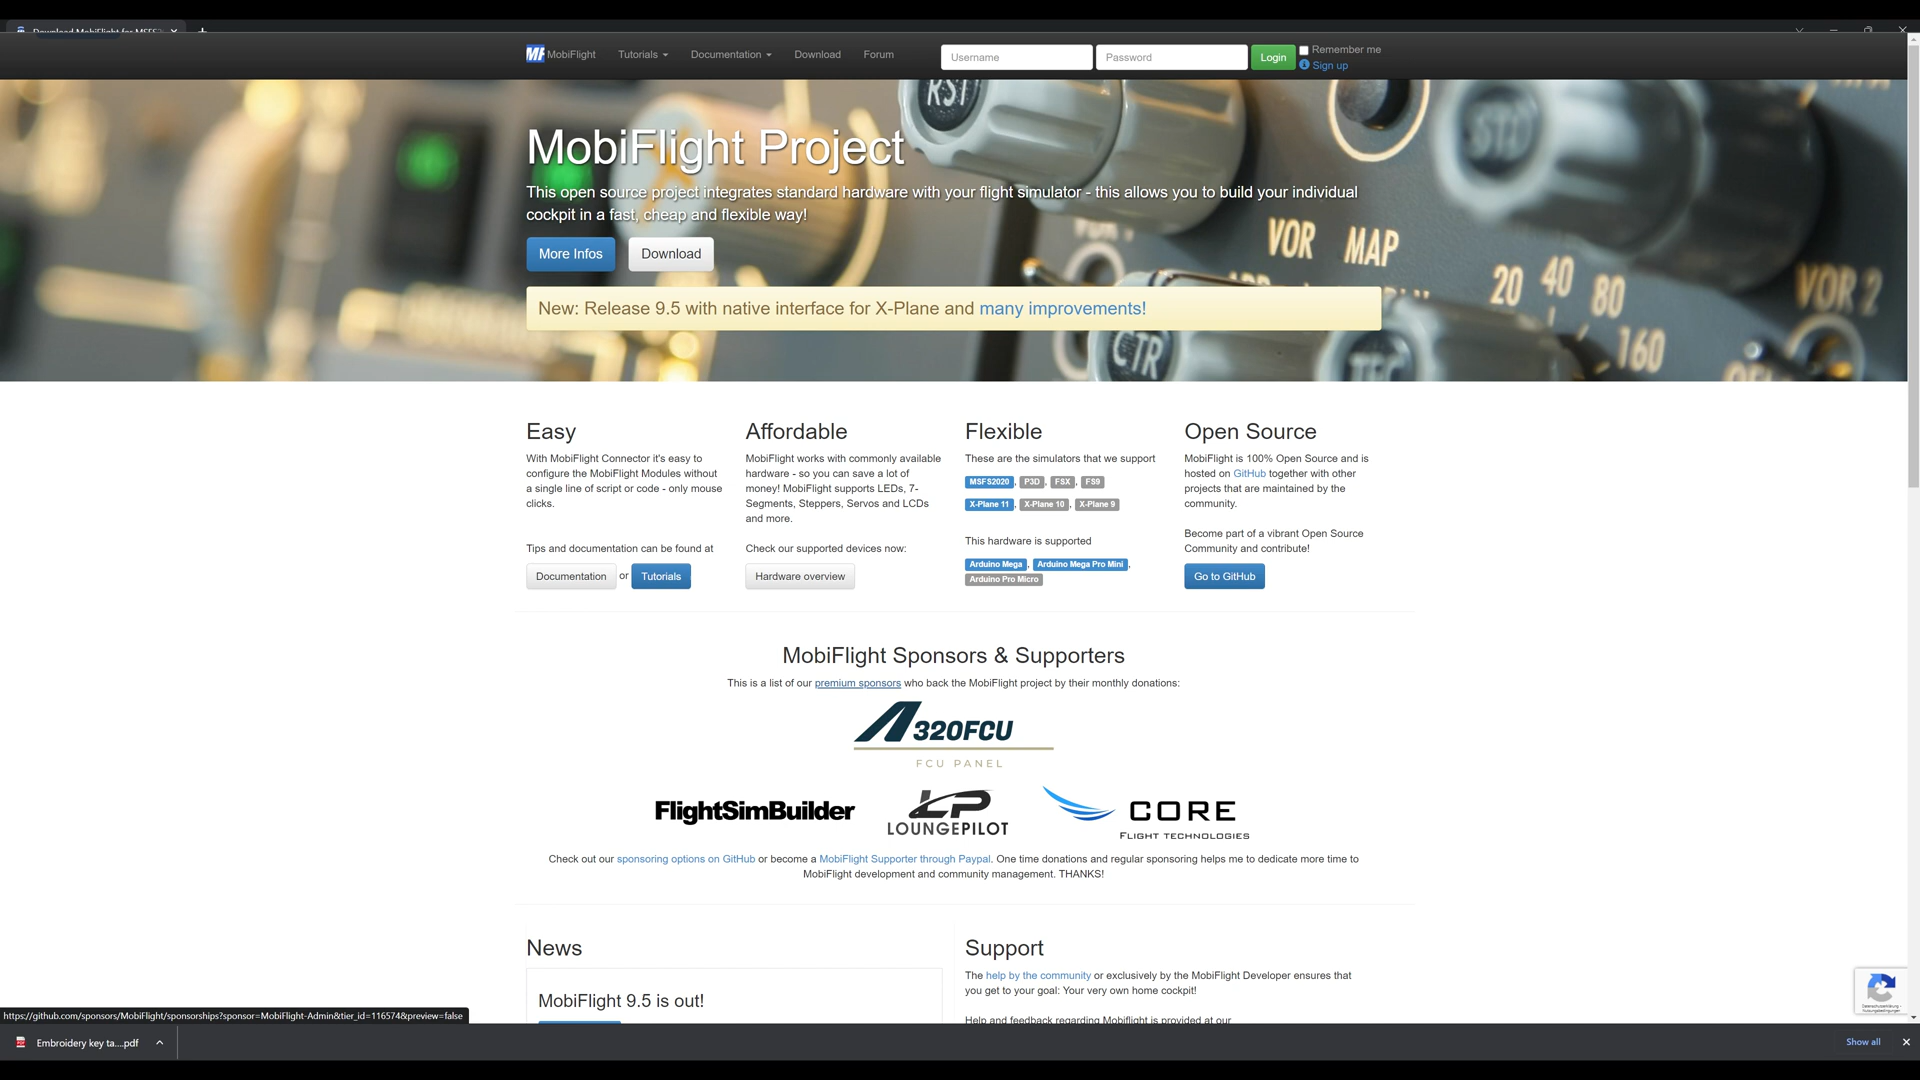 MobiFlight
Tutorials
Documentation
Download
Forum
Username
Password
Login
Remember me
Sign up
RST
STD
MobiFlight Project
This open source project integrates standard hardware with your flight simulator - this allows you to build your individual
cockpit in a fast, cheap and flexible way!
VOR MAP
More Infos
Download
20 40 80
VOR 2
New: Release 9.5 with native interface for X-Plane and many improvements!
160
CTR
Easy
With MobiFlight Connector it's easy to
configure the MobiFlight Modules without
a single line of script or code - only mouse
clicks.
Tips and documentation can be found at
Documentation or Tutorials
Affordable
MobiFlight works with commonly available
hardware - so you can save a lot of
money! MobiFlight supports LEDs, 7-
Segments, Steppers, Servos and LCDs
and more.
Check our supported devices now:
Hardware overview
Flexible
These are the simulators that we support
MSFS2020, P3D, FSX, FS9
X-Plane 11, X-Plane 10, X-Plane 9
This hardware is supported
Arduino Mega, Arduino Mega Pro Mini,
Arduino Pro Micro
Open Source
MobiFlight is 100% Open Source and is
hosted on GitHub together with other
projects that are maintained by the
community.
Become part of a vibrant Open Source
Community and contribute!
Go to GitHub
MobiFlight Sponsors & Supporters
This is a list of our premium sponsors who back the MobiFlight project by their monthly donations:
A320FCU
FCU PANEL
FlightSimBuilder
LP
LOUNGEPILOT
CORE
FLIGHT TECHNOLOGIES
Check out our sponsoring options on GitHub or become a MobiFlight Supporter through Paypal. One time donations and regular sponsoring helps me to dedicate more time to
MobiFlight development and community management. THANKS!
News
MobiFlight 9.5 is out!
Support
The help by the community or exclusively by the MobiFlight Developer ensures that
you get to your goal: Your very own home cockpit!
Help and feedback regarding Mobiflight is provided at our
https://github.com/sponsors/MobiFlight/sponsorships?sponsor=MobiFlight-Admin&tier_id=116574&preview=false
Embroidery key ta....pdf
Show all